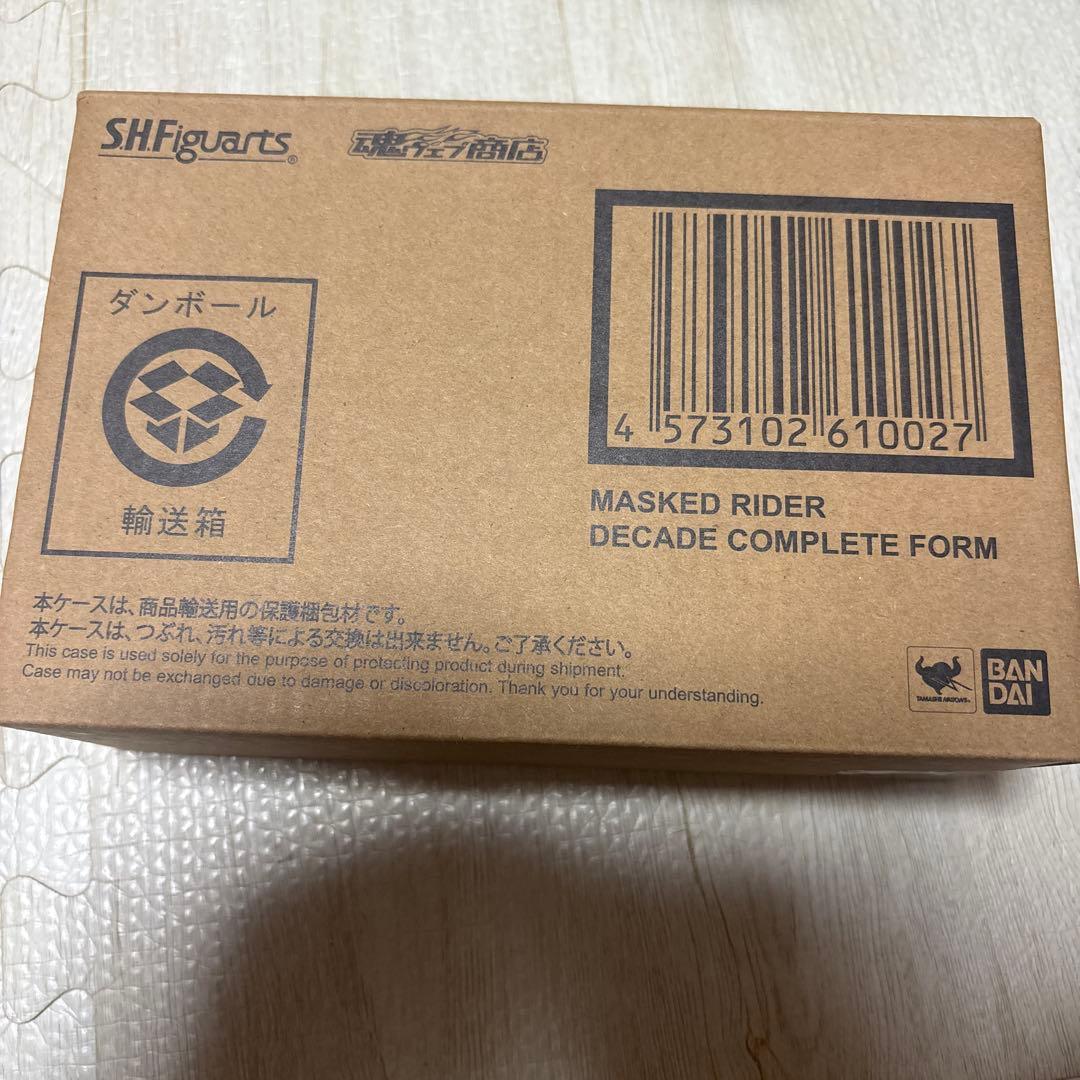 S.H.Figuarts®
魂ウェブ商店
ダンボール
輸送箱
4 573102 610027
MASKED RIDER
DECADE COMPLETE FORM
本ケースは、商品輸送用の保護梱包材です。
本ケースは、つぶれ、汚れ等による交換は出来ません。ご了承ください。
This case is used solely for the purpose of protecting product during shipment.
Case may not be exchanged due to damage or discoloration. Thank you for your understanding.
TAMASHII NATIONS
BAN
DAI